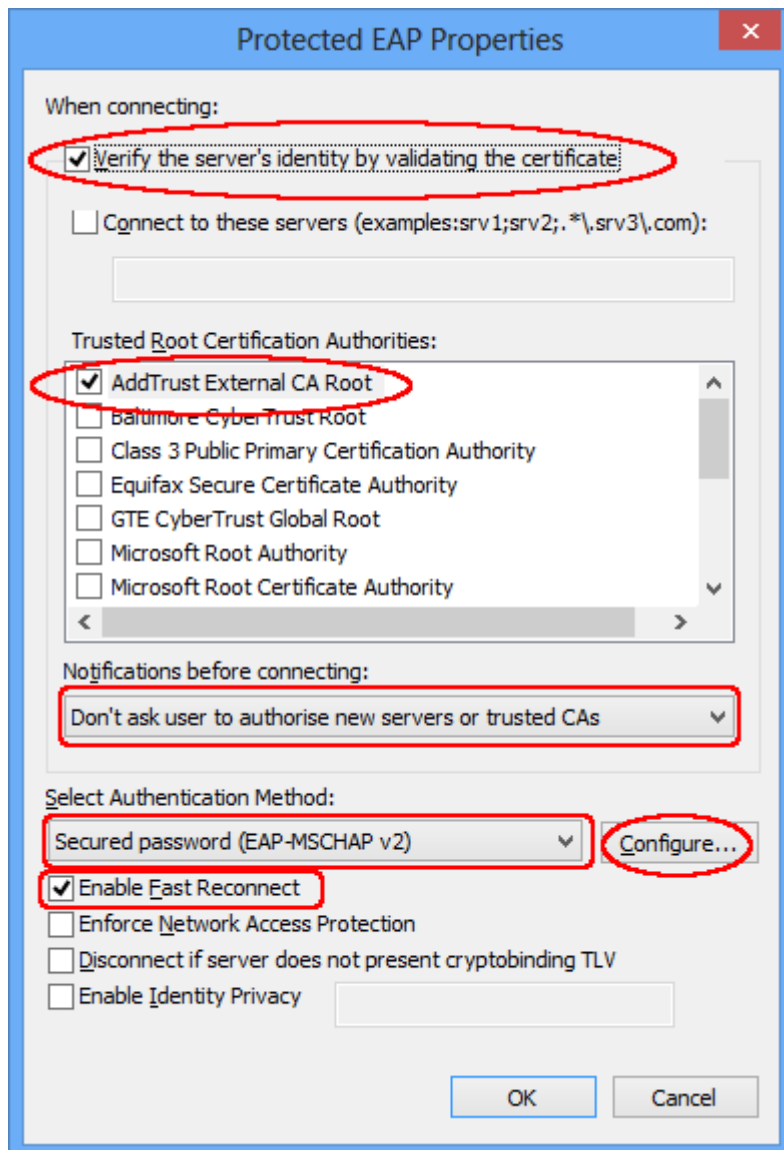 Protected EAP Properties
When connecting:
Verify the server's identity by validating the certificate
Connect to these servers (examples:srv1;srv2;.*\.srv3\.com):
Trusted Root Certification Authorities:
AddTrust External CA Root
Baltimore CyberTrust Root
Class 3 Public Primary Certification Authority
Equifax Secure Certificate Authority
GTE CyberTrust Global Root
Microsoft Root Authority
Microsoft Root Certificate Authority
Notifications before connecting:
Don't ask user to authorise new servers or trusted CAs
Select Authentication Method:
Secured password (EAP-MSCHAP v2) Configure...
Enable Fast Reconnect
Enforce Network Access Protection
Disconnect if server does not present cryptobinding TLV
Enable Identity Privacy
OK Cancel